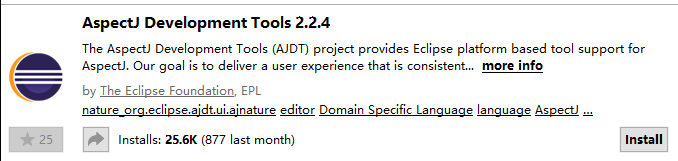 AspectJ Development Tools 2.2.4
The AspectJ Development Tools (AJDT) project provides Eclipse platform based tool support for
AspectJ. Our goal is to deliver a user experience that is consistent... more info
by The Eclipse Foundation, EPL
nature_org.eclipse.ajdt.ui.ajnature editor Domain Specific Language language AspectJ ...
25 Installs: 25.6K (877 last month) Install